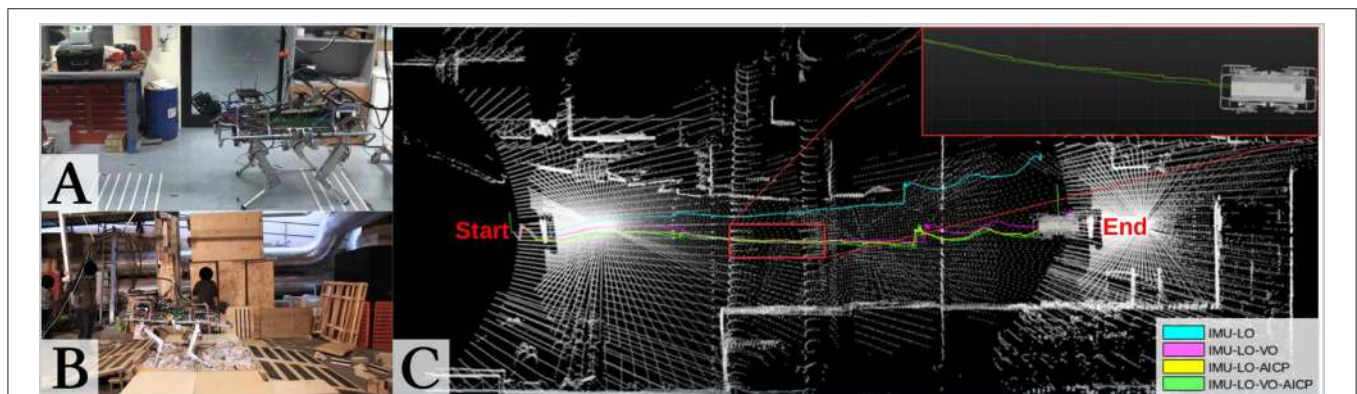 A
B
C
Start
End
IMU-LO
IMU-LO-VO
IMU-LO-AICP
IMU-LO-VO-AICP